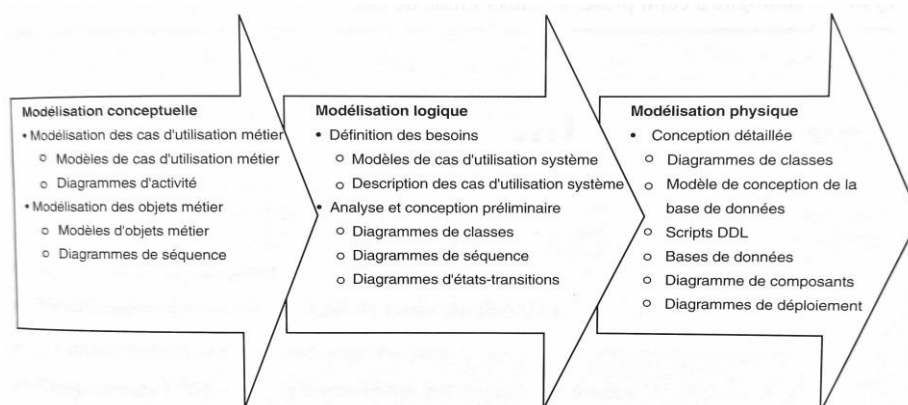 Modélisation conceptuelle
• Modélisation des cas d'utilisation métier
o Modèles de cas d'utilisation métier
o Diagrammes d'activité
• Modélisation des objets métier
o Modèles d'objets métier
o Diagrammes de séquence
Modélisation logique
• Définition des besoins
o Modèles de cas d'utilisation système
o Description des cas d'utilisation système
• Analyse et conception préliminaire
o Diagrammes de classes
o Diagrammes de séquence
o Diagrammes d'états-transitions
Modélisation physique
• Conception détaillée
o Diagrammes de classes
o Modèle de conception de la
base de données
o Scripts DDL
o Bases de données
o Diagramme de composants
o Diagrammes de déploiement